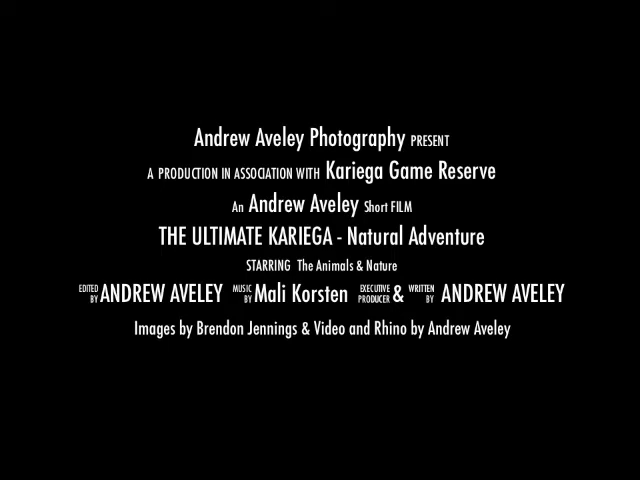 Andrew Aveley Photography PRESENT
A PRODUCTION IN ASSOCIATION WITH Kariega Game Reserve
An Andrew Aveley Short FILM
THE ULTIMATE KARIEGA - Natural Adventure
STARRING The Animals & Nature
EDITED BY ANDREW AVELEY MUSIC BY Mali Korsten EXECUTIVE PRODUCER & WRITTEN BY ANDREW AVELEY
Images by Brendon Jennings & Video and Rhino by Andrew Aveley